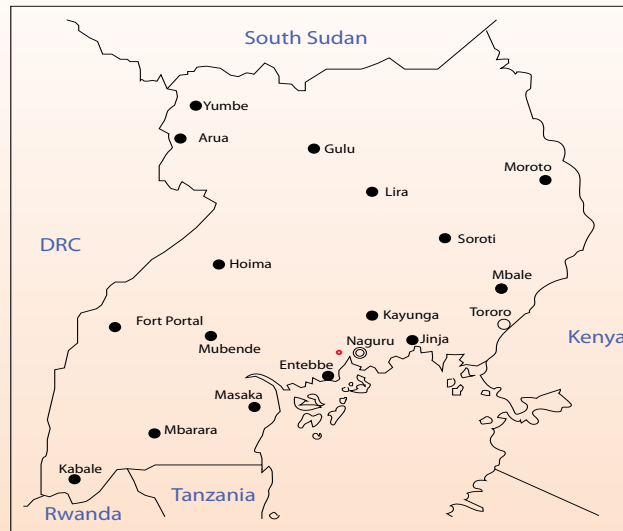 South Sudan
Yumbe
Arua
Gulu
Moroto
Lira
DRC
Soroti
Hoima
Mbale
Kayunga
Tororo
Fort Portal
Naguru
Jinja
Kenya
Mubende
Entebbe
Masaka
Mbarara
Kabale
Tanzania
Rwanda